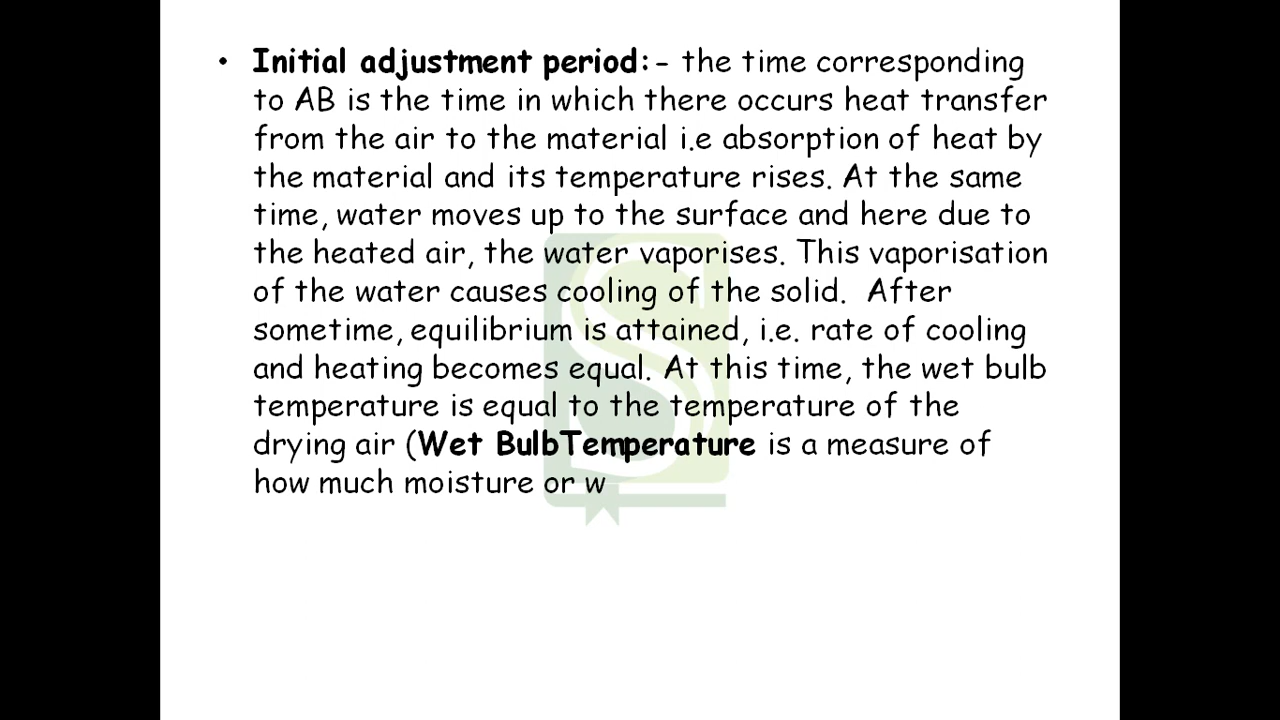 • Initial adjustment period:- the time corresponding
to AB is the time in which there occurs heat transfer
from the air to the material i.e absorption of heat by
the material and its temperature rises. At the same
time, water moves up to the surface and here due to
the heated air, the water vaporises. This vaporisation
of the water causes cooling of the solid.  After
sometime, equilibrium is attained, i.e. rate of cooling
and heating becomes equal. At this time, the wet bulb
temperature is equal to the temperature of the
drying air (Wet BulbTemperature is a measure of
how much moisture or w